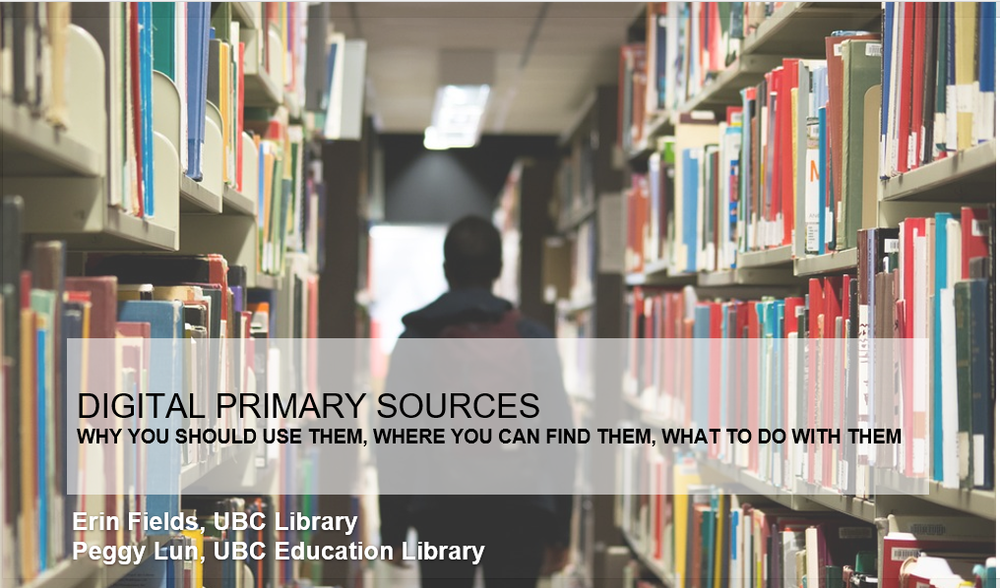 DIGITAL PRIMARY SOURCES
WHY YOU SHOULD USE THEM, WHERE YOU CAN FIND THEM, WHAT TO DO WITH THEM
Erin Fields, UBC Library
Peggy Lun, UBC Education Library